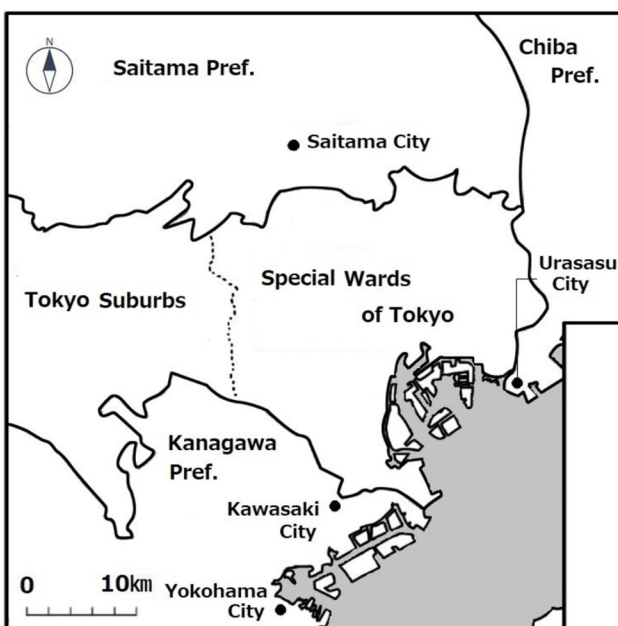 N
Saitama Pref.
Chiba
Pref.
Saitama City
Urasasu
City
Special Wards
of Tokyo
Tokyo Suburbs
Kanagawa
Pref.
Kawasaki
City
0 10km
Yokohama
City